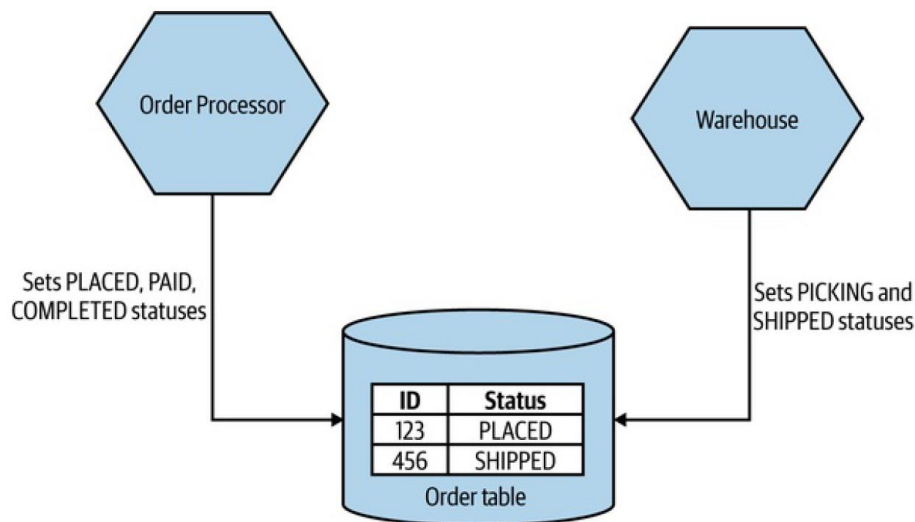 Order Processor
Warehouse
Sets PLACED, PAID,
COMPLETED statuses
Sets PICKING and
SHIPPED statuses
ID Status
123 PLACED
456 SHIPPED
Order table